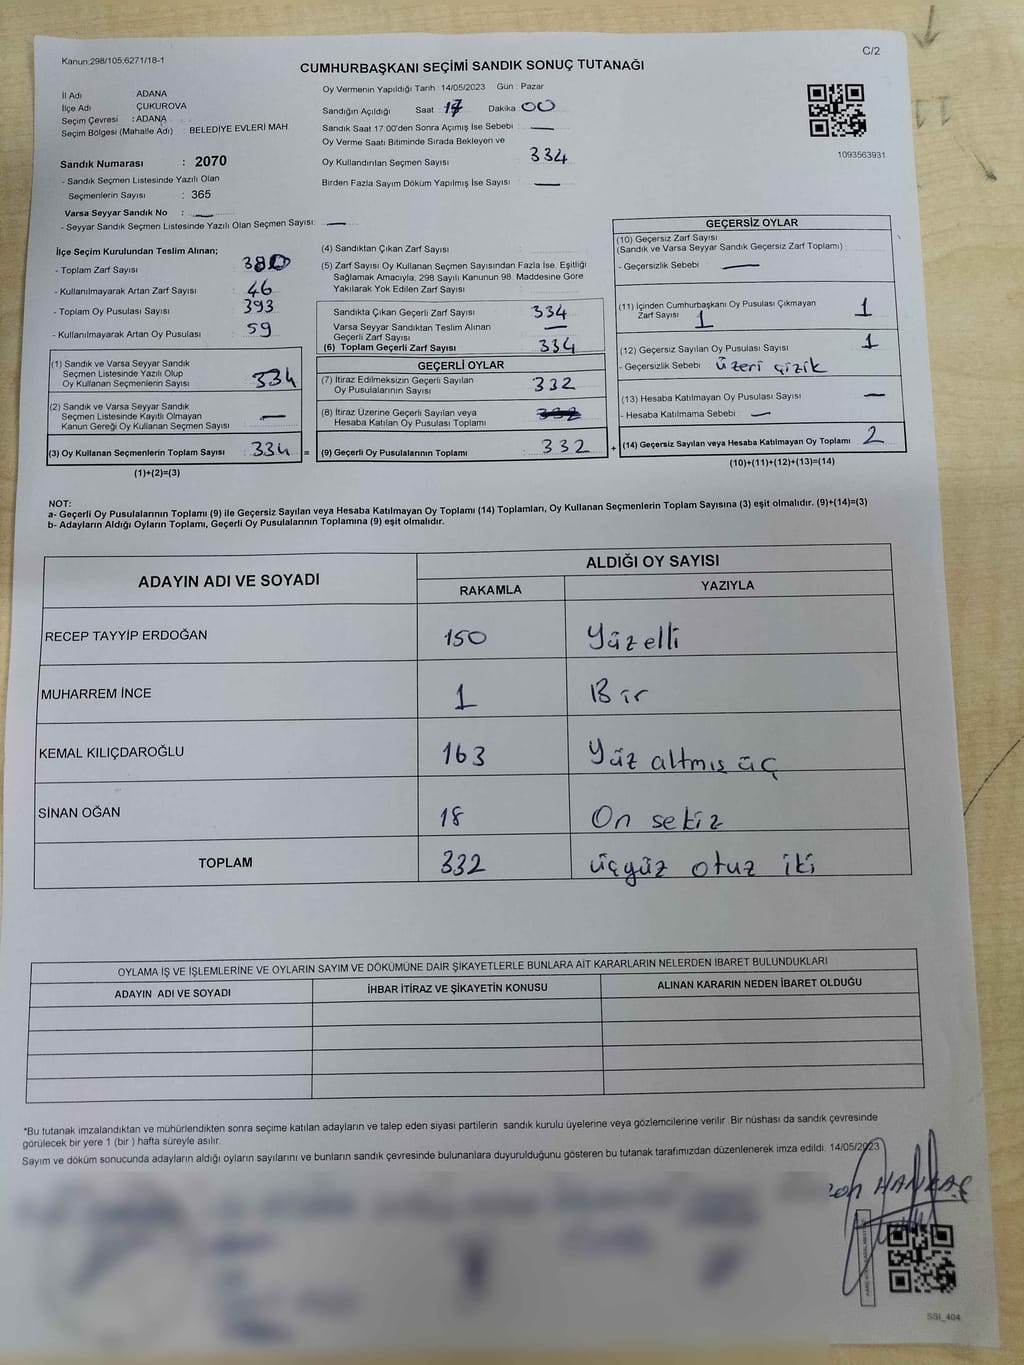 Kanun:298/105;6271/18-1
C/2
CUMHURBAŞKANI SEÇİMİ SANDIK SONUÇ TUTANAĞI
İl Adı ADANA
İlçe Adı ÇUKUROVA
Seçim Çevresi : ADANA
Seçim Bölgesi (Mahalle Adı) : BELEDİYE EVLERİ MAH
Sandık Numarası : 2070
- Sandık Seçmen Listesinde Yazılı Olan
Seçmenlerin Sayısı : 365
Varsa Seyyar Sandık No : —
- Seyyar Sandık Seçmen Listesinde Yazılı Olan Seçmen Sayısı: —
Oy Vermenin Yapıldığı Tarih 14/05/2023 Gün : Pazar
Sandığın Açıldığı Saat 17 Dakika 00
Sandık Saat 17:00'den Sonra Açımış İse Sebebi : —
Oy Verme Saati Bitiminde Sırada Bekleyen ve
Oy Kullandırılan Seçmen Sayısı : 334
Birden Fazla Sayım Döküm Yapılmış İse Sayısı : —
1093563931
İlçe Seçim Kurulundan Teslim Alınan;
- Toplam Zarf Sayısı : 380
- Kullanılmayarak Artan Zarf Sayısı : 46
- Toplam Oy Pusulası Sayısı : 393
- Kullanılmayarak Artan Oy Pusulası : 59
(1) Sandık ve Varsa Seyyar Sandık
Seçmen Listesinde Yazılı Olup
Oy Kullanan Seçmenlerin Sayısı : 334
(2) Sandık ve Varsa Seyyar Sandık
Seçmen Listesinde Kayıtlı Olmayan
Kanun Gereği Oy Kullanan Seçmen Sayısı : —
(3) Oy Kullanan Seçmenlerin Toplam Sayısı : 334 =
(1)+(2)=(3)
(4) Sandıktan Çıkan Zarf Sayısı :
(5) Zarf Sayısı Oy Kullanan Seçmen Sayısından Fazla İse, Eşitliği
Sağlamak Amacıyla, 298 Sayılı Kanunun 98. Maddesine Göre
Yakılarak Yok Edilen Zarf Sayısı :
Sandıkta Çıkan Geçerli Zarf Sayısı : 334
Varsa Seyyar Sandıktan Teslim Alınan
Geçerli Zarf Sayısı : —
(6) Toplam Geçerli Zarf Sayısı : 334
GEÇERLİ OYLAR
(7) İtiraz Edilmeksizin Geçerli Sayılan
Oy Pusulalarının Sayısı : 332
(8) İtiraz Üzerine Geçerli Sayılan veya
Hesaba Katılan Oy Pusulası Toplamı :
(9) Geçerli Oy Pusulalarının Toplamı : 332 +
GEÇERSİZ OYLAR
(10) Geçersiz Zarf Sayısı
(Sandık ve Varsa Seyyar Sandık Geçersiz Zarf Toplamı) :
- Geçersizlik Sebebi : —
(11) İçinden Cumhurbaşkanı Oy Pusulası Çıkmayan
Zarf Sayısı 1 : 1
(12) Geçersiz Sayılan Oy Pusulası Sayısı : 1
- Geçersizlik Sebebi : Üzeri çizik
(13) Hesaba Katılmayan Oy Pusulası Sayısı : —
- Hesaba Katılmama Sebebi : —
(14) Geçersiz Sayılan veya Hesaba Katılmayan Oy Toplamı : 2
(10)+(11)+(12)+(13)=(14)
NOT:
a- Geçerli Oy Pusulalarının Toplamı (9) ile Geçersiz Sayılan veya Hesaba Katılmayan Oy Toplamı (14) Toplamları, Oy Kullanan Seçmenlerin Toplam Sayısına (3) eşit olmalıdır. (9)+(14)=(3)
b- Adayların Aldığı Oyların Toplamı, Geçerli Oy Pusulalarının Toplamına (9) eşit olmalıdır.
ADAYIN ADI VE SOYADI
ALDIĞI OY SAYISI
RAKAMLA YAZIYLA
RECEP TAYYİP ERDOĞAN 150 Yüzelli
MUHARREM İNCE 1 Bir
KEMAL KILIÇDAROĞLU 163 Yüz altmış üç
SİNAN OĞAN 18 On sekiz
TOPLAM 332 üçyüz otuz iki
OYLAMA İŞ VE İŞLEMLERİNE VE OYLARIN SAYIM VE DÖKÜMÜNE DAİR ŞİKAYETLERLE BUNLARA AİT KARARLARIN NELERDEN İBARET BULUNDUKLARI
ADAYIN ADI VE SOYADI İHBAR İTİRAZ VE ŞİKAYETİN KONUSU ALINAN KARARIN NEDEN İBARET OLDUĞU
*Bu tutanak imzalandıktan ve mühürlendikten sonra seçime katılan adayların ve talep eden siyasi partilerin sandık kurulu üyelerine veya gözlemcilerine verilir. Bir nüshası da sandık çevresinde
görülecek bir yere 1 (bir ) hafta süreyle asılır.
Sayım ve döküm sonucunda adayların aldığı oyların sayılarını ve bunların sandık çevresinde bulunanlara duyurulduğunu gösteren bu tutanak tarafımızdan düzenlenerek imza edildi. 14/05/2023
SSI_404